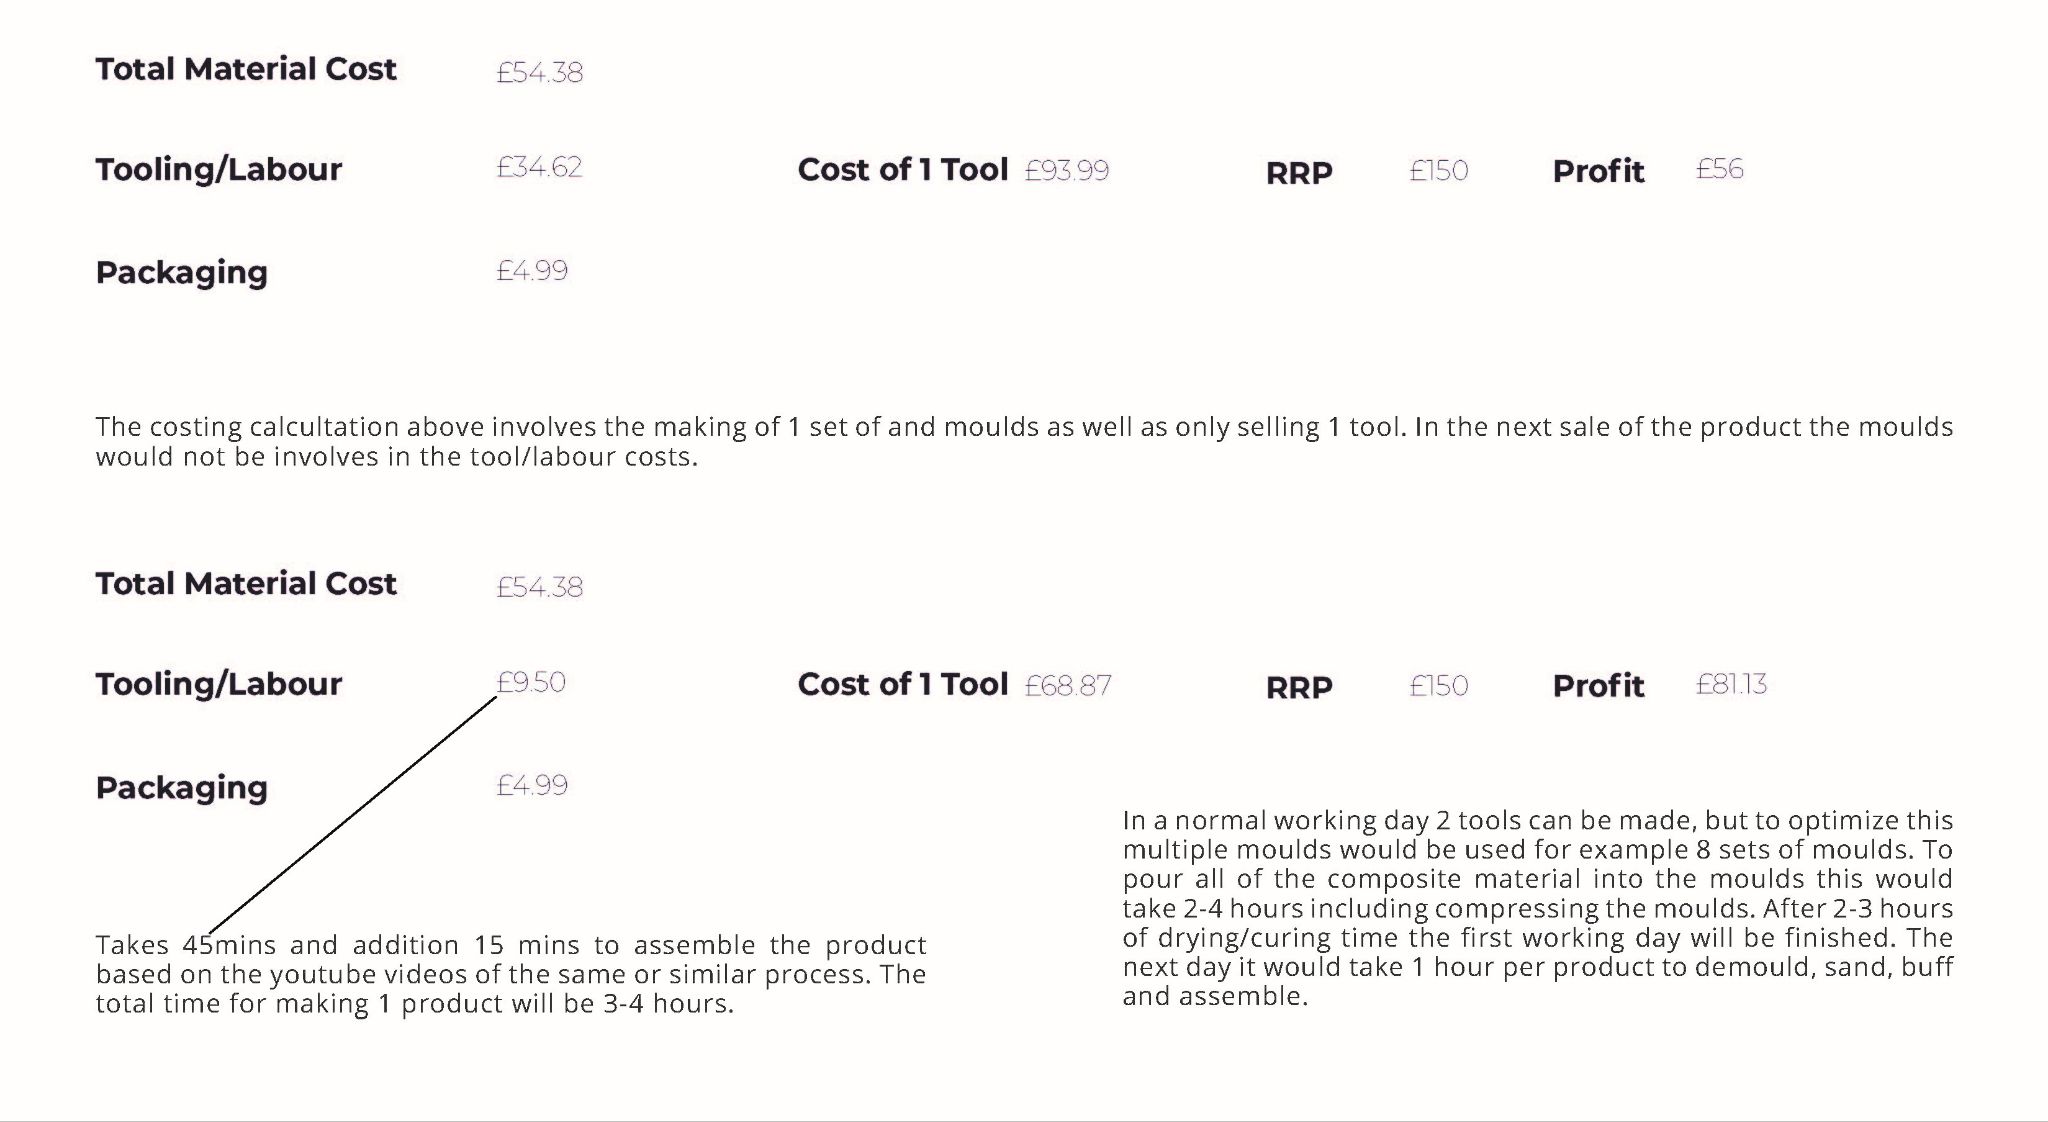 Total Material Cost £54.38
Tooling/Labour £34.62 Cost of 1 Tool £93.99 RRP £150 Profit £56
Packaging £4.99
The costing calcultation above involves the making of 1 set of and moulds as well as only selling 1 tool. In the next sale of the product the moulds
would not be involves in the tool/labour costs.
Total Material Cost £54.38
Tooling/Labour £9.50 Cost of 1 Tool £68.87 RRP £150 Profit £81.13
Packaging £4.99
Takes 45mins and addition 15 mins to assemble the product
based on the youtube videos of the same or similar process. The
total time for making 1 product will be 3-4 hours.
In a normal working day 2 tools can be made, but to optimize this
multiple moulds would be used for example 8 sets of moulds. To
pour all of the composite material into the moulds this would
take 2-4 hours including compressing the moulds. After 2-3 hours
of drying/curing time the first working day will be finished. The
next day it would take 1 hour per product to demould, sand, buff
and assemble.